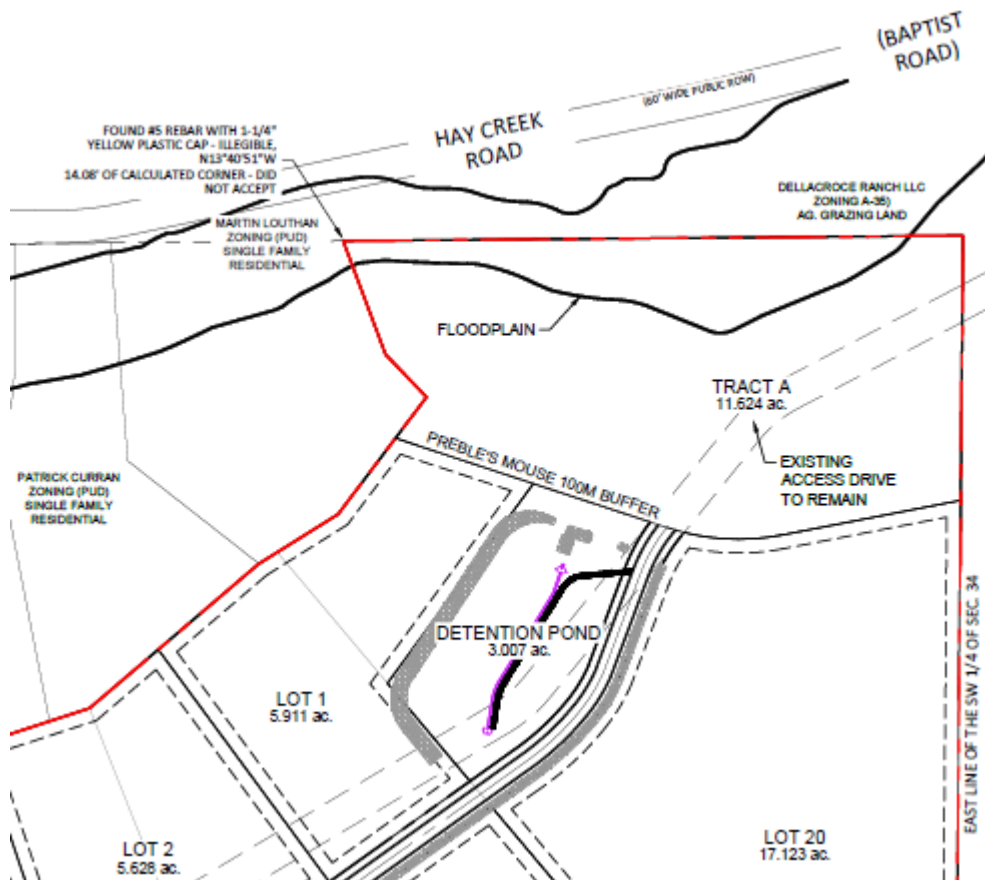 (BAPTIST
ROAD)
(60' WIDE PUBLIC ROW)
HAY CREEK
ROAD
FOUND #5 REBAR WITH 1-1/4"
YELLOW PLASTIC CAP - ILLEGIBLE,
N13°40'51"W
14.08' OF CALCULATED CORNER - DID
NOT ACCEPT
DELLACROCE RANCH LLC
ZONING A-35)
AG. GRAZING LAND
MARTIN LOUTHAN
ZONING (PUD)
SINGLE FAMILY
RESIDENTIAL
FLOODPLAIN
TRACT A
11.624 ac.
PREBLE'S MOUSE 100M BUFFER
EXISTING
ACCESS DRIVE
TO REMAIN
PATRICK CURRAN
ZONING (PUD)
SINGLE FAMILY
RESIDENTIAL
DETENTION POND
3.007 ac.
EAST LINE OF THE SW 1/4 OF SEC. 34
LOT 1
5.911 ac.
LOT 2
5.628 ac.
LOT 20
17.123 ac.